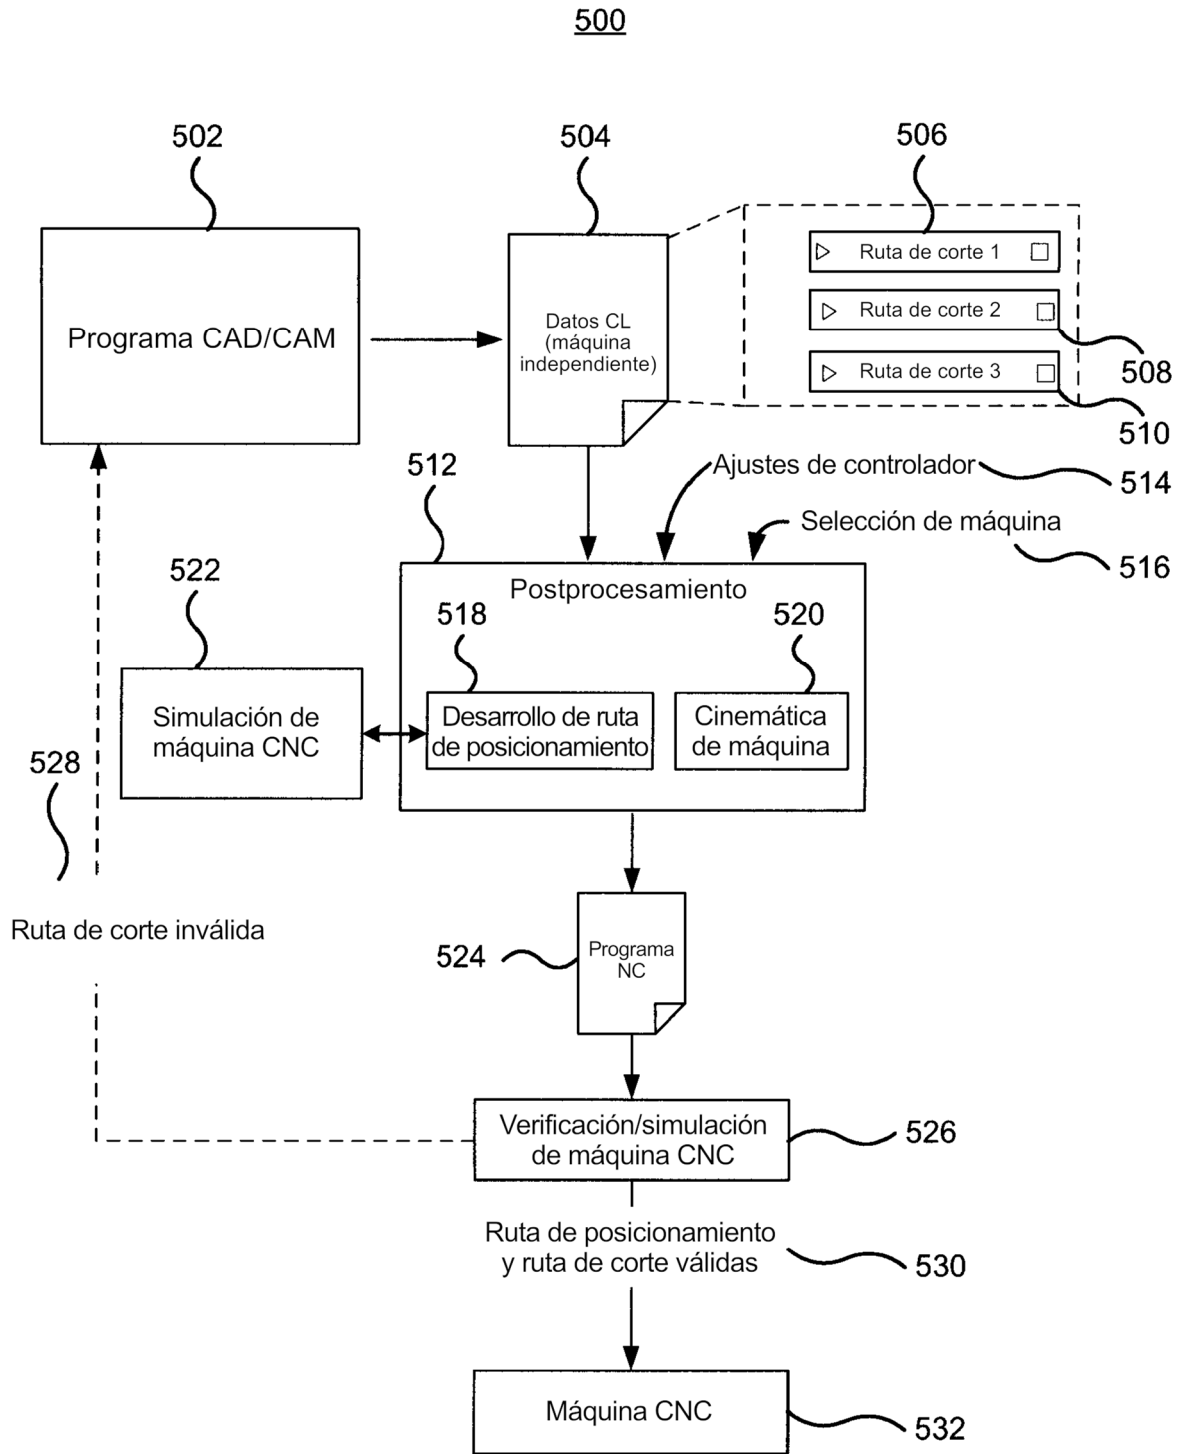 500
502
504
506
Programa CAD/CAM
Datos CL
(máquina
independiente)
Ruta de corte 1
Ruta de corte 2
Ruta de corte 3
508
510
512
Ajustes de controlador
514
Selección de máquina
516
Postprocesamiento
518
520
522
Simulación de
máquina CNC
Desarrollo de ruta
de posicionamiento
Cinemática
de máquina
528
Ruta de corte inválida
524
Programa
NC
Verificación/simulación
de máquina CNC
526
Ruta de posicionamiento
y ruta de corte válidas
530
Máquina CNC
532